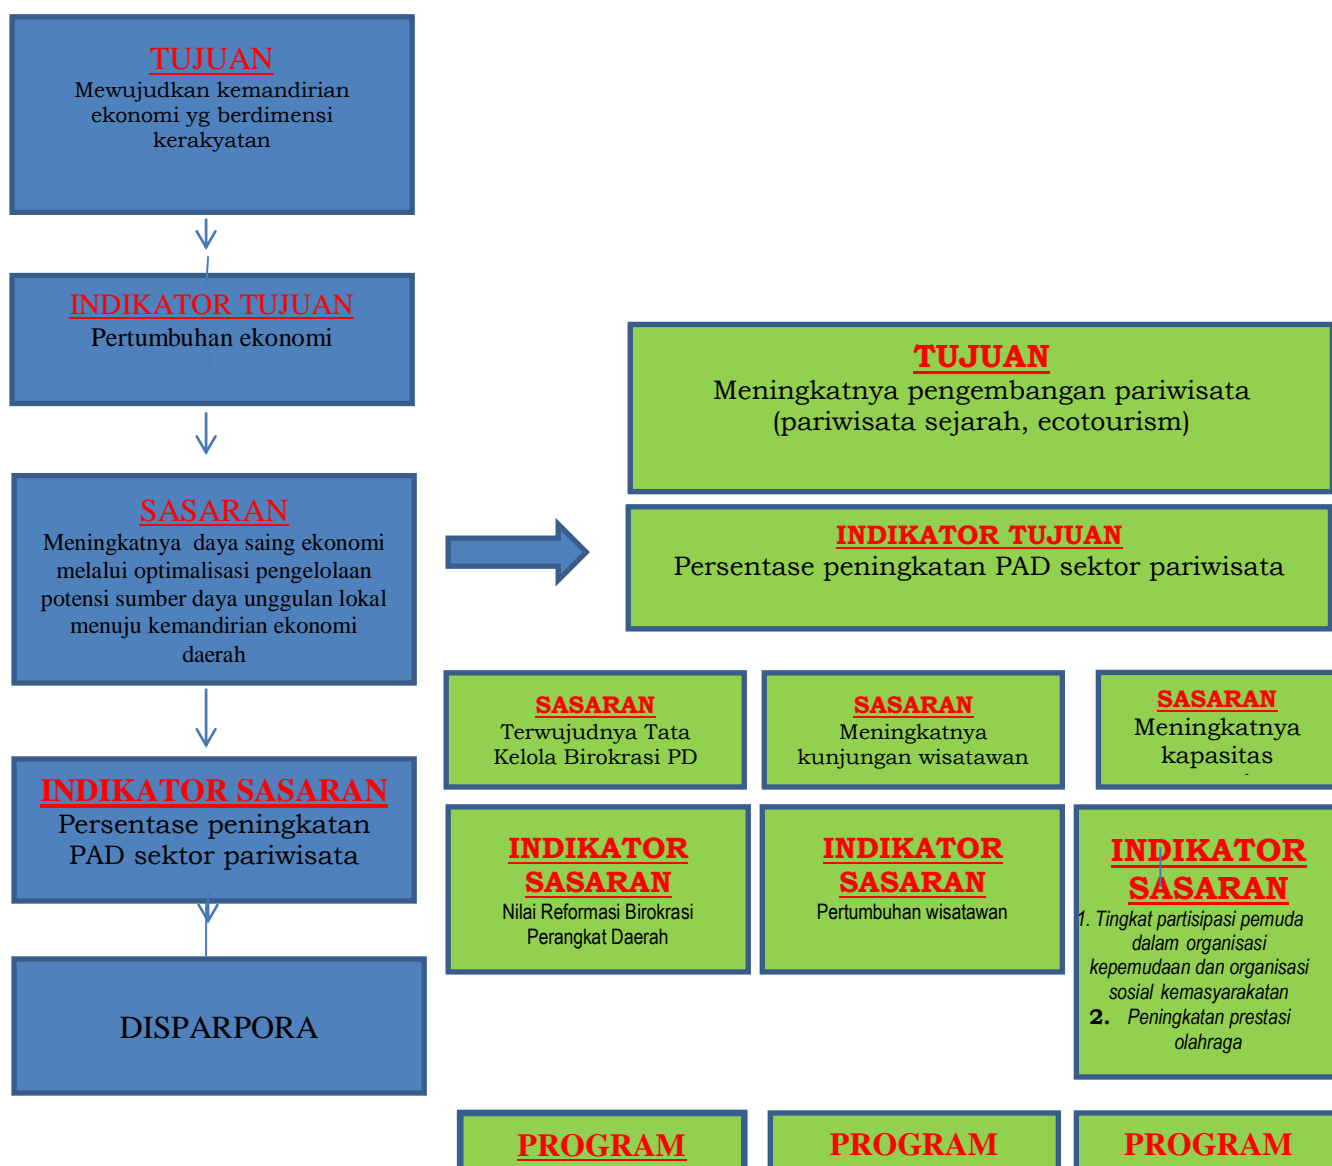 TUJUAN
Mewujudkan kemandirian
ekonomi yg berdimensi
kerakyatan
INDIKATOR TUJUAN
Pertumbuhan ekonomi
SASARAN
Meningkatnya daya saing ekonomi
melalui optimalisasi pengelolaan
potensi sumber daya unggulan lokal
menuju kemandirian ekonomi
daerah
INDIKATOR SASARAN
Persentase peningkatan
PAD sektor pariwisata
DISPARPORA
TUJUAN
Meningkatnya pengembangan pariwisata
(pariwisata sejarah, ecotourism)
INDIKATOR TUJUAN
Persentase peningkatan PAD sektor pariwisata
SASARAN
Terwujudnya Tata
Kelola Birokrasi PD
SASARAN
Meningkatnya
kunjungan wisatawan
SASARAN
Meningkatnya
kapasitas
INDIKATOR
SASARAN
Nilai Reformasi Birokrasi
Perangkat Daerah
INDIKATOR
SASARAN
Pertumbuhan wisatawan
INDIKATOR
SASARAN
1. Tingkat partisipasi pemuda
dalam organisasi
kepemudaan dan organisasi
sosial kemasyarakatan
2. Peningkatan prestasi
olahraga
PROGRAM
PROGRAM
PROGRAM